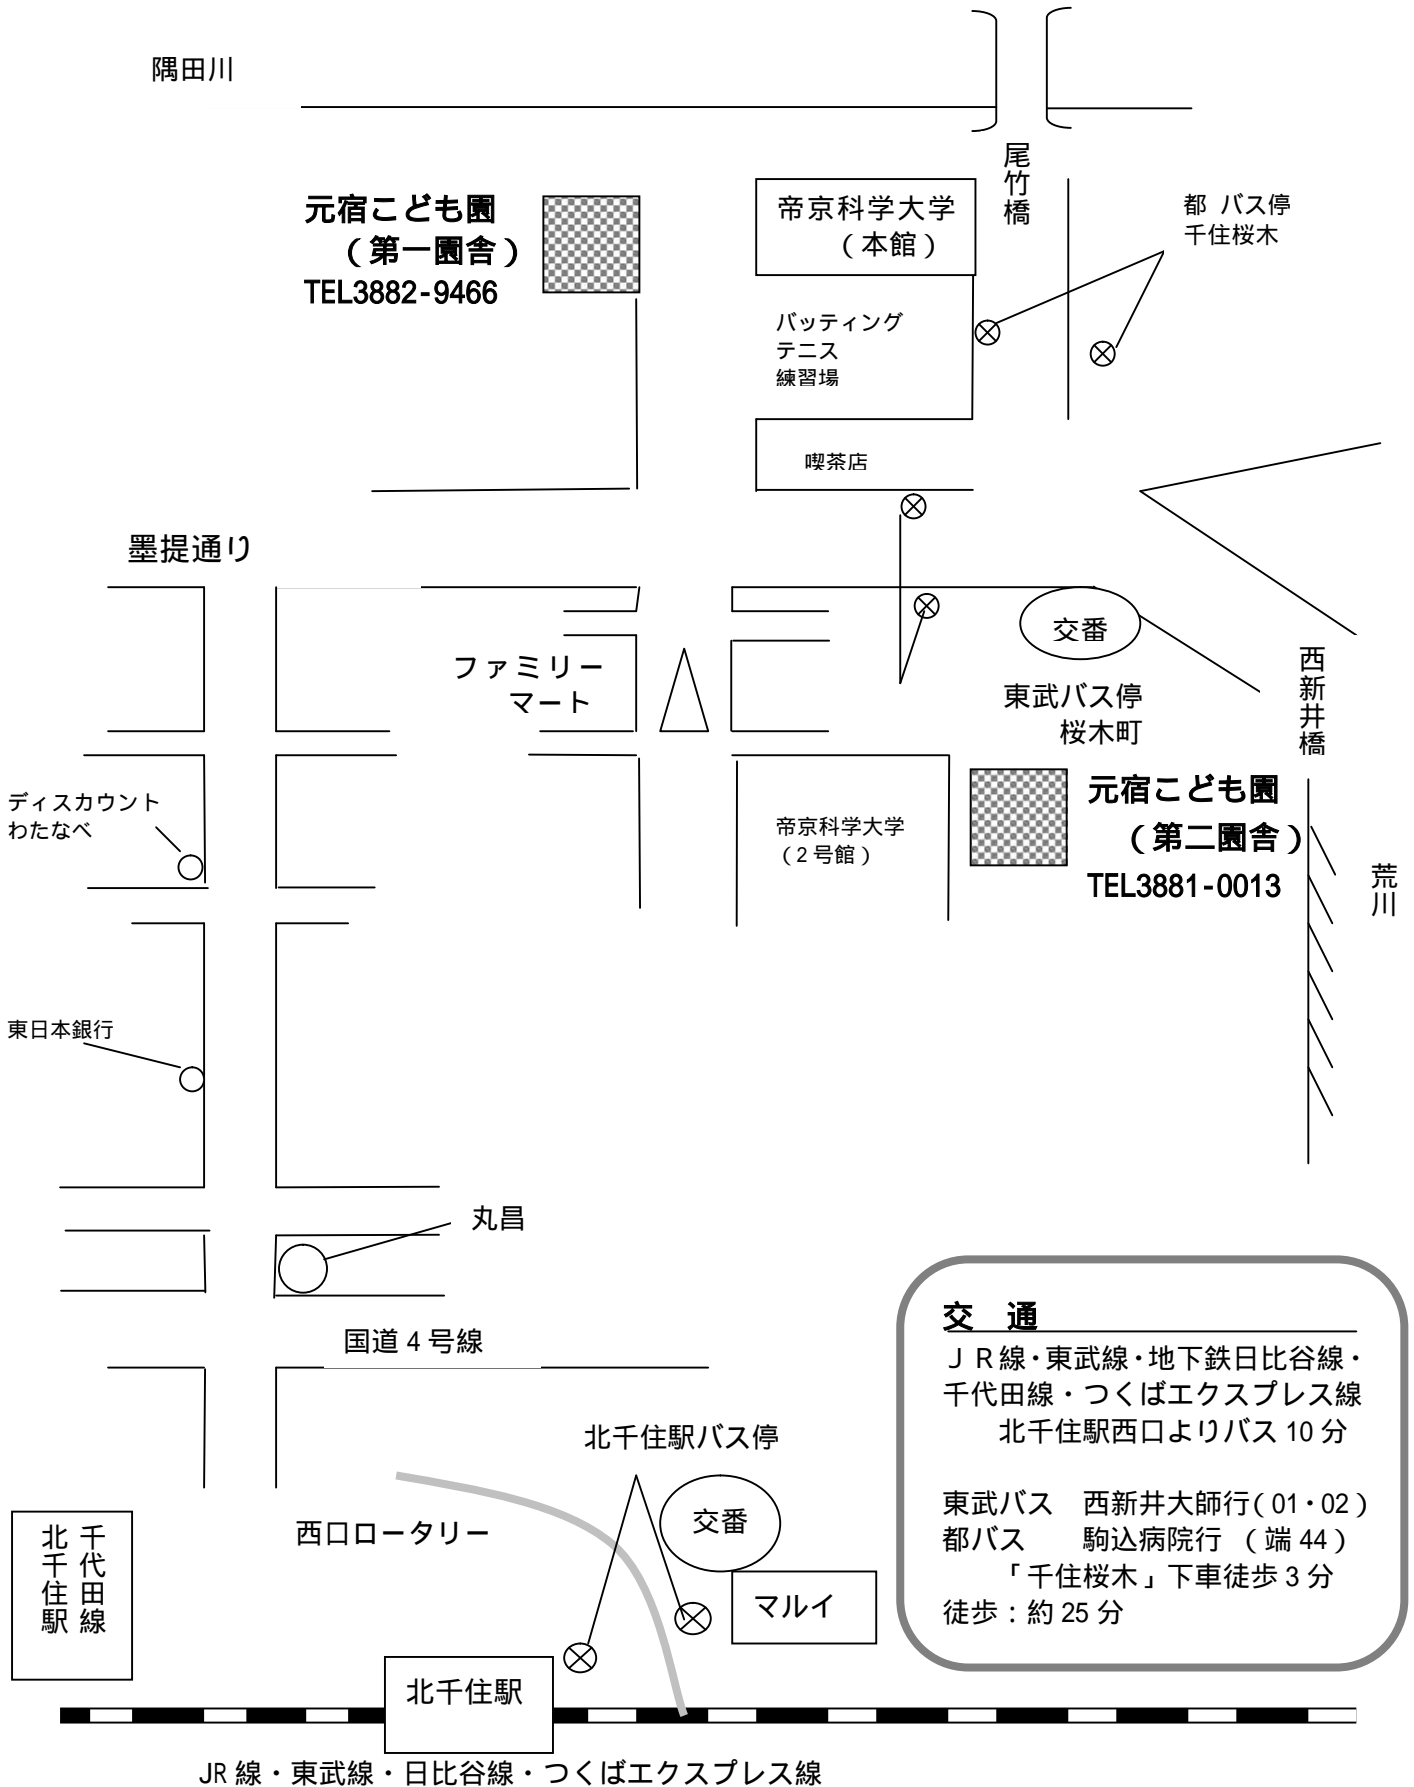 隅田川
尾竹橋
元宿こども園
（第一園舎）
TEL3882-9466
帝京科学大学
（本館）
都 バス停
千住桜木
バッティング
テニス
練習場
喫茶店
墨提通り
交番
ファミリー
マート
東武バス停
桜木町
西新井橋
ディスカウント
わたなべ
帝京科学大学
（2号館）
元宿こども園
（第二園舎）
TEL3881-0013
荒川
東日本銀行
丸昌
国道4号線
北千住駅バス停
交番
西口ロータリー
マルイ
千代田線
北千住駅
北千住駅
JR線・東武線・日比谷線・つくばエクスプレス線
交　通
ＪＲ線・東武線・地下鉄日比谷線・
千代田線・つくばエクスプレス線
北千住駅西口よりバス10分
東武バス　西新井大師行(01・02)
都バス　　駒込病院行 （端44）
「千住桜木」下車徒歩3分
徒歩：約25分